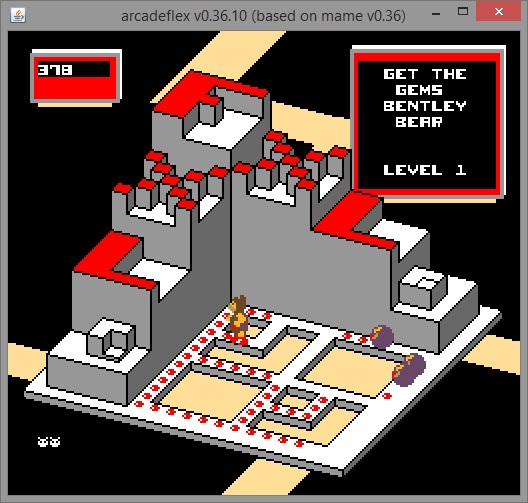 arcadeflex v0.36.10 (based on mame v0.36)
378
GET THE
GEMS
BENTLEY
BEAR
LEVEL 1